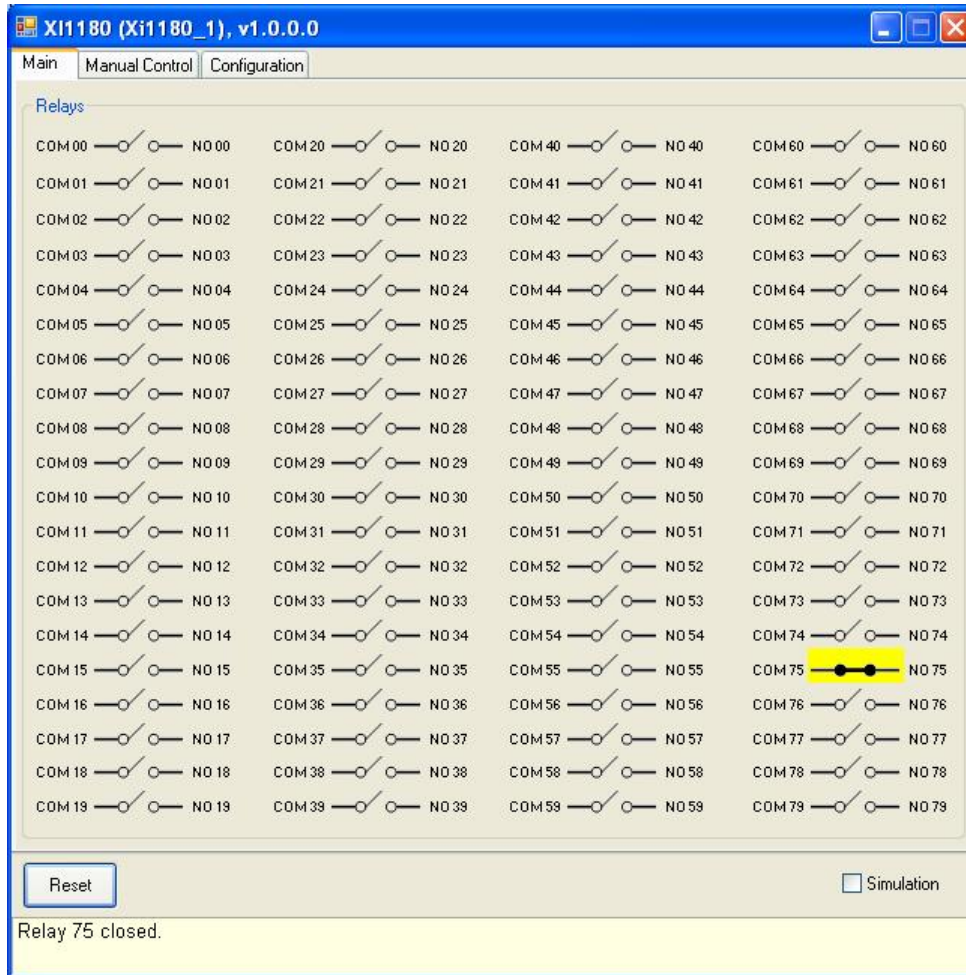 XI1180 (Xi1180_1), v1.0.0.0
Main Manual Control Configuration
Relays
COM 00 NO 00 COM 20 NO 20 COM 40 NO 40 COM 60 NO 60
COM 01 NO 01 COM 21 NO 21 COM 41 NO 41 COM 61 NO 61
COM 02 NO 02 COM 22 NO 22 COM 42 NO 42 COM 62 NO 62
COM 03 NO 03 COM 23 NO 23 COM 43 NO 43 COM 63 NO 63
COM 04 NO 04 COM 24 NO 24 COM 44 NO 44 COM 64 NO 64
COM 05 NO 05 COM 25 NO 25 COM 45 NO 45 COM 65 NO 65
COM 06 NO 06 COM 26 NO 26 COM 46 NO 46 COM 66 NO 66
COM 07 NO 07 COM 27 NO 27 COM 47 NO 47 COM 67 NO 67
COM 08 NO 08 COM 28 NO 28 COM 48 NO 48 COM 68 NO 68
COM 09 NO 09 COM 29 NO 29 COM 49 NO 49 COM 69 NO 69
COM 10 NO 10 COM 30 NO 30 COM 50 NO 50 COM 70 NO 70
COM 11 NO 11 COM 31 NO 31 COM 51 NO 51 COM 71 NO 71
COM 12 NO 12 COM 32 NO 32 COM 52 NO 52 COM 72 NO 72
COM 13 NO 13 COM 33 NO 33 COM 53 NO 53 COM 73 NO 73
COM 14 NO 14 COM 34 NO 34 COM 54 NO 54 COM 74 NO 74
COM 15 NO 15 COM 35 NO 35 COM 55 NO 55 COM 75 NO 75
COM 16 NO 16 COM 36 NO 36 COM 56 NO 56 COM 76 NO 76
COM 17 NO 17 COM 37 NO 37 COM 57 NO 57 COM 77 NO 77
COM 18 NO 18 COM 38 NO 38 COM 58 NO 58 COM 78 NO 78
COM 19 NO 19 COM 39 NO 39 COM 59 NO 59 COM 79 NO 79
Reset Simulation
Relay 75 closed.